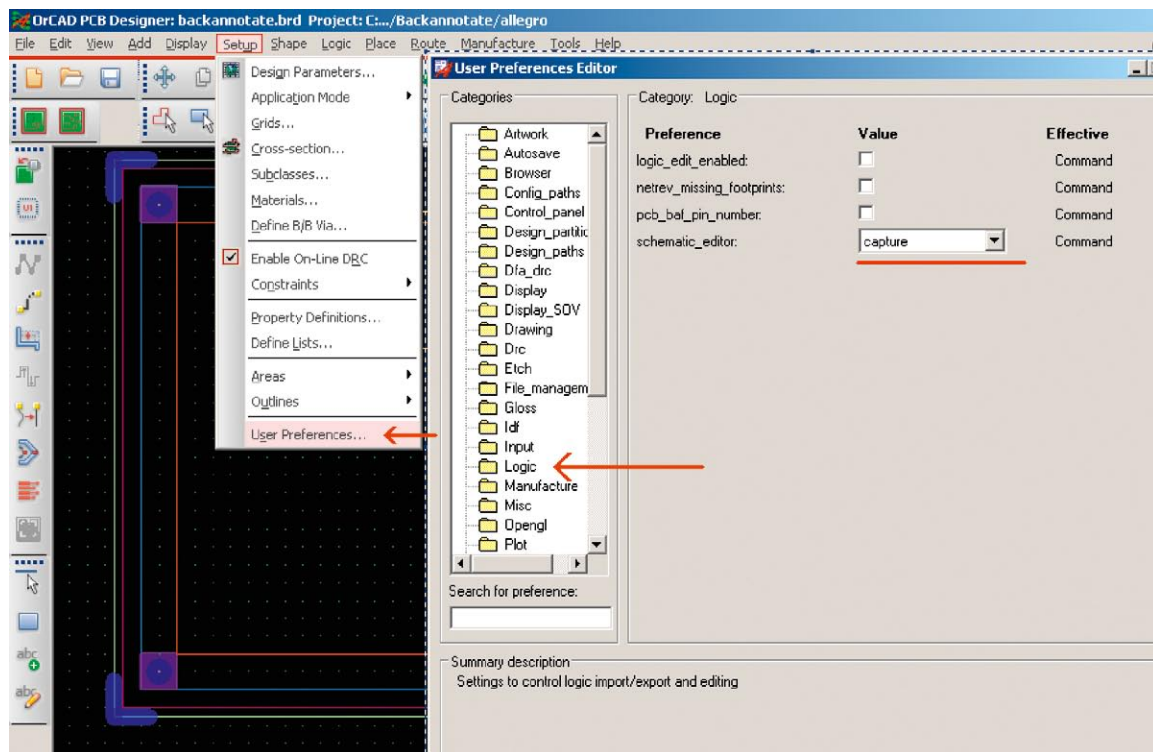 OrCAD PCB Designer: backannotate.brd Project: C:.../Backannotate/allegro
File Edit View Add Display Setup Shape Logic Place Route Manufacture Tools Help
Design Parameters...
Application Mode
Grids...
Cross-section...
Subclasses...
Materials...
Define B/B Via...
Enable On-Line DRC
Constraints
Property Definitions...
Define Lists...
Areas
Outlines
User Preferences...
U1
abc
abc
User Preferences Editor
Categories
Artwork
Autosave
Browser
Config_paths
Control_panel
Design_partitic
Design_paths
Dfa_drc
Display
Display_SOV
Drawing
Drc
Etch
File_managem
Gloss
Idf
Input
Logic
Manufacture
Misc
Opengl
Plot
Search for preference:
Category: Logic
Preference Value Effective
logic_edit_enabled: Command
netrev_missing_footprints: Command
pcb_baf_pin_number: Command
schematic_editor: capture Command
Summary description
Settings to control logic import/export and editing